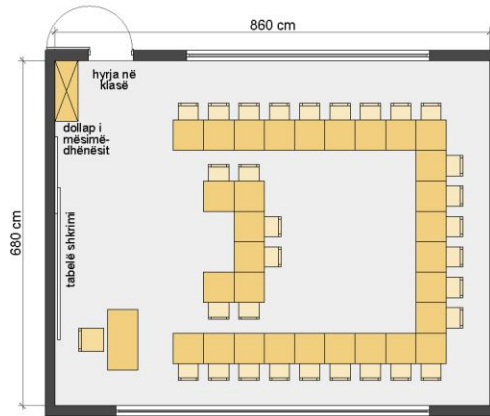 860 cm
hyrja në
klasë
dollap i
mësimë-
dhënësit
680 cm
tabelë shkrimi